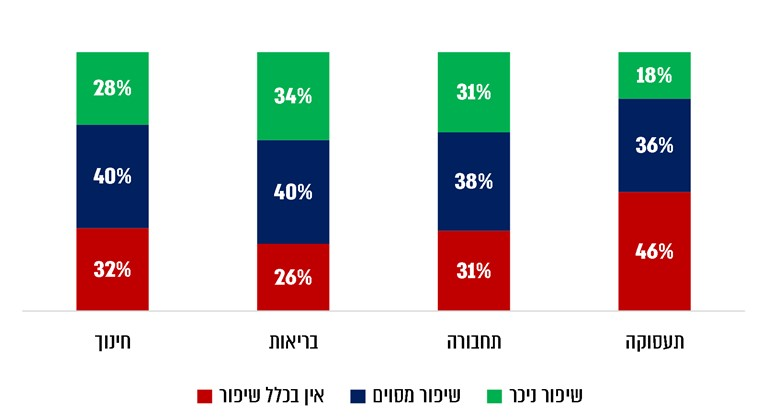 28% 34% 31% 18%
40% 40% 38% 36%
32% 26% 31% 46%
חינוך בריאות תחבורה תעסוקה
אין בכלל שיפור שיפור מסוים שיפור ניכר